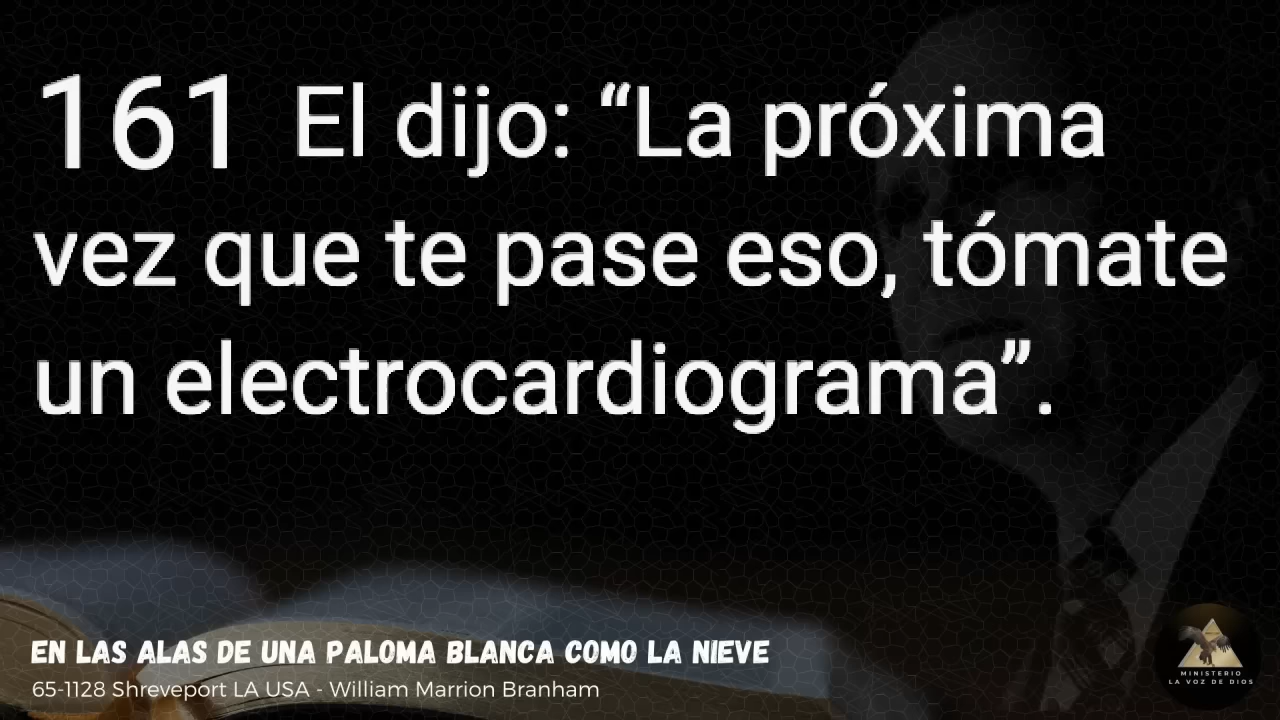 161 El dijo: “La próxima
vez que te pase eso, tómate
un electrocardiograma”.
EN LAS ALAS DE UNA PALOMA BLANCA COMO LA NIEVE
65-1128 Shreveport LA USA - William Marrion Branham
MINISTERIO
LA VOZ DE DIOS